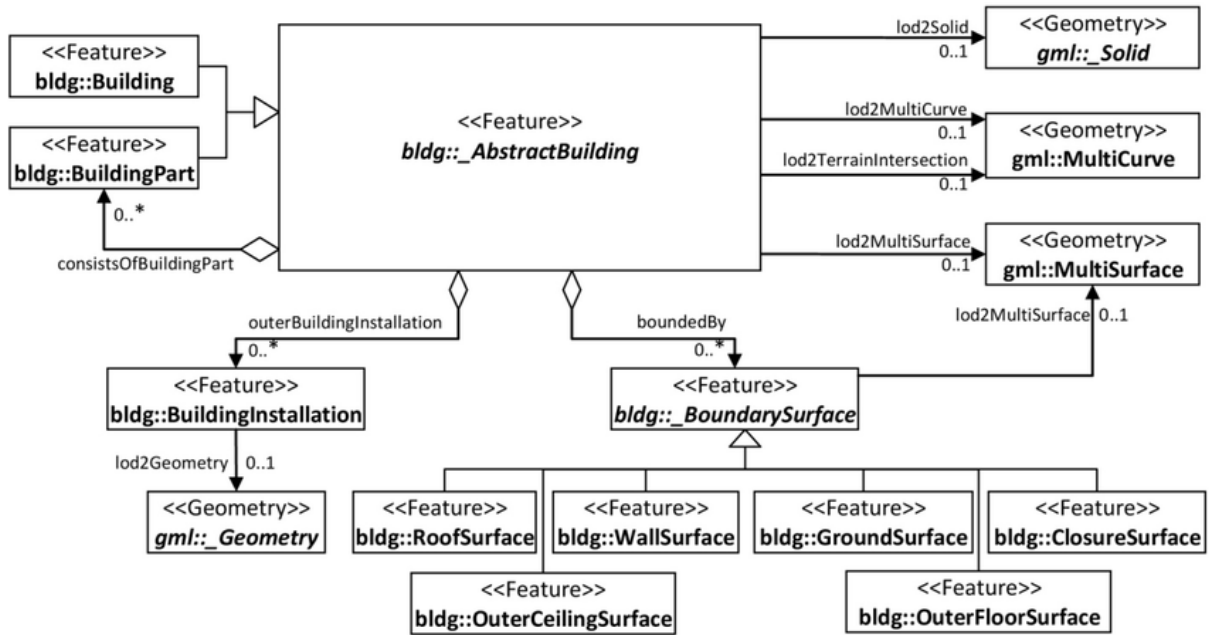 <<Feature>>
bldg::Building
<<Feature>>
bldg::BuildingPart
0..*
consistsOfBuildingPart
<<Feature>>
bldg::_AbstractBuilding
lod2Solid
0..1
<<Geometry>>
gml::_Solid
lod2MultiCurve
0..1
lod2TerrainIntersection
0..1
<<Geometry>>
gml::MultiCurve
lod2MultiSurface
0..1
<<Geometry>>
gml::MultiSurface
lod2MultiSurface 0..1
outerBuildingInstallation
0..*
boundedBy
0..*
<<Feature>>
bldg::BuildingInstallation
<<Feature>>
bldg::_BoundarySurface
lod2Geometry 0..1
<<Geometry>>
gml::_Geometry
<<Feature>>
bldg::RoofSurface
<<Feature>>
bldg::WallSurface
<<Feature>>
bldg::GroundSurface
<<Feature>>
bldg::ClosureSurface
<<Feature>>
bldg::OuterCeilingSurface
<<Feature>>
bldg::OuterFloorSurface